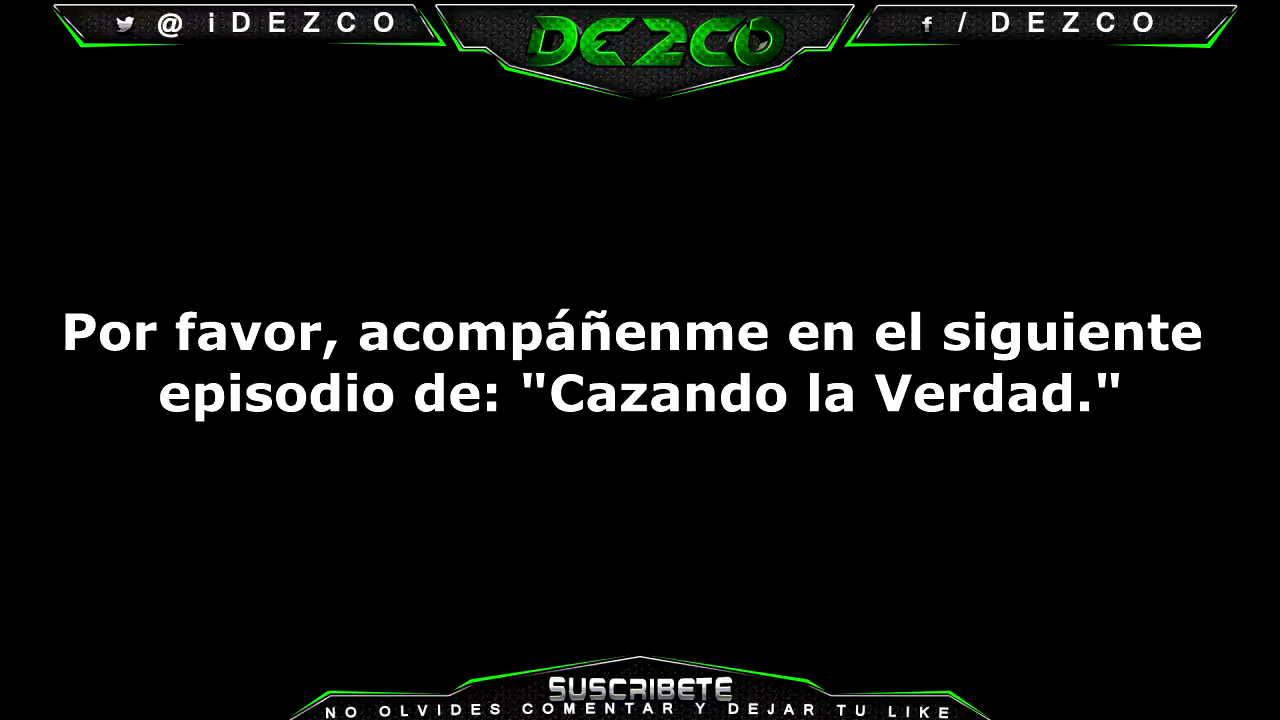 @iDEZCO
DEZCO
f / DEZCO
Por favor, acompáñenme en el siguiente
episodio de: "Cazando la Verdad."
SUSCRIBETE
NO OLVIDES COMENTAR Y DEJAR TU LIKE